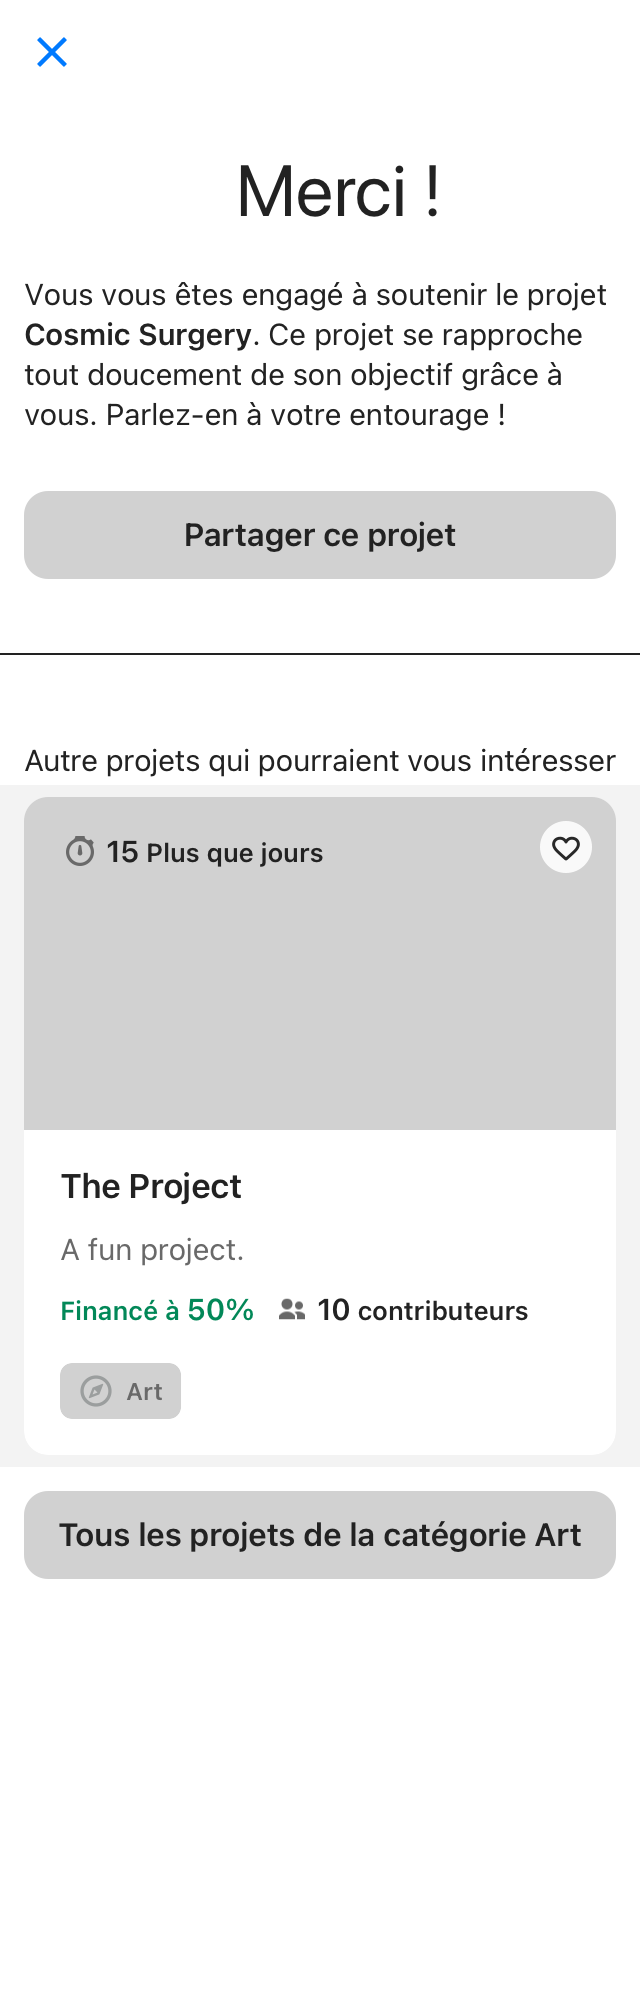 Merci !
Vous vous êtes engagé à soutenir le projet
Cosmic Surgery. Ce projet se rapproche
tout doucement de son objectif grâce à
vous. Parlez-en à votre entourage !
Partager ce projet
Autre projets qui pourraient vous intéresser
15 Plus que jours
The Project
A fun project.
Financé à 50% 10 contributeurs
Art
Tous les projets de la catégorie Art